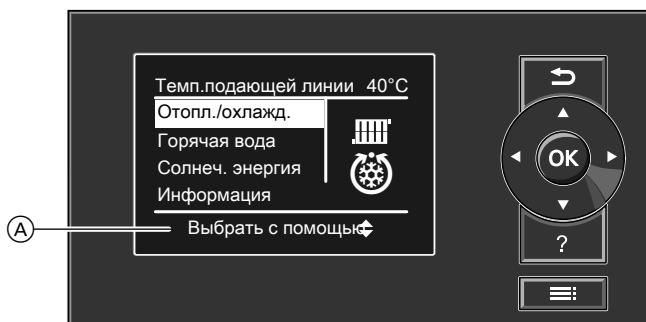 Темп.подающей линии 40°C
Отопл./охлажд.
Горячая вода
Солнеч. энергия
Информация
Выбрать с помощью
A
OK
?